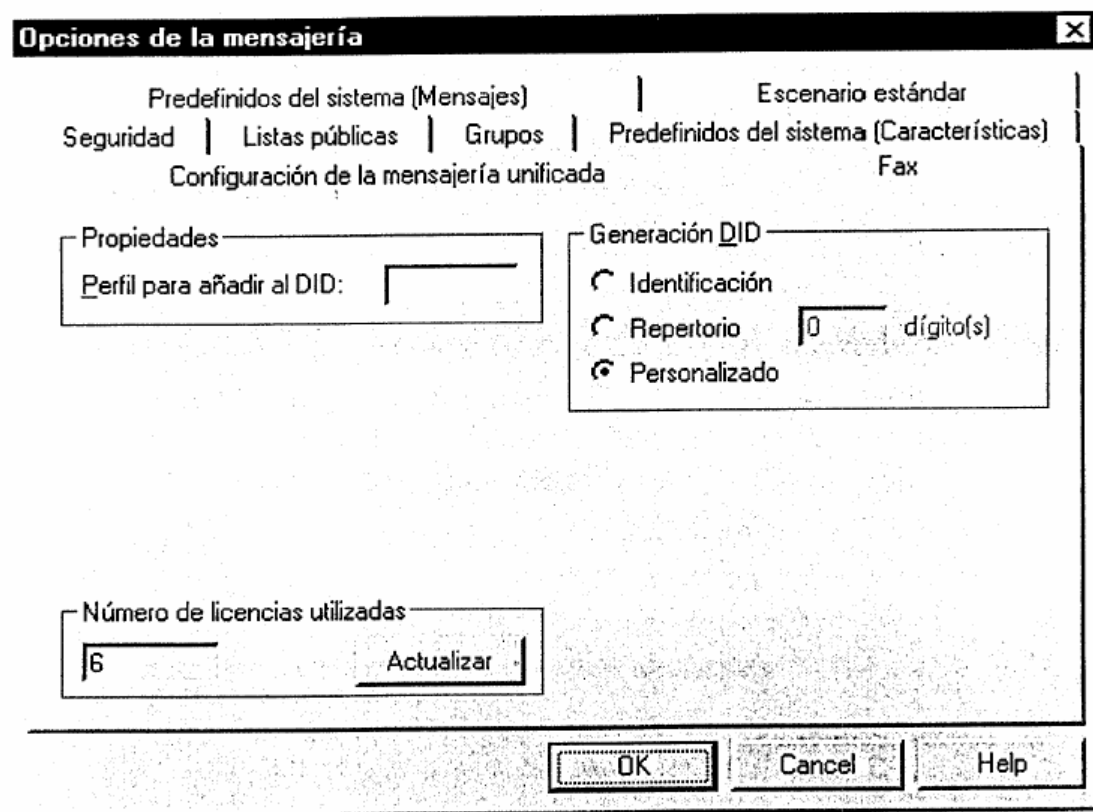 Opciones de la mensajería
Predefinidos del sistema (Mensajes) Escenario estándar
Seguridad Listas públicas Grupos Predefinidos del sistema (Características)
Configuración de la mensajería unificada Fax
Propiedades
Perfil para añadir al DID:
Generación DID
Identificación
Repertorio 0 dígito(s)
Personalizado
Número de licencias utilizadas
6 Actualizar
OK Cancel Help